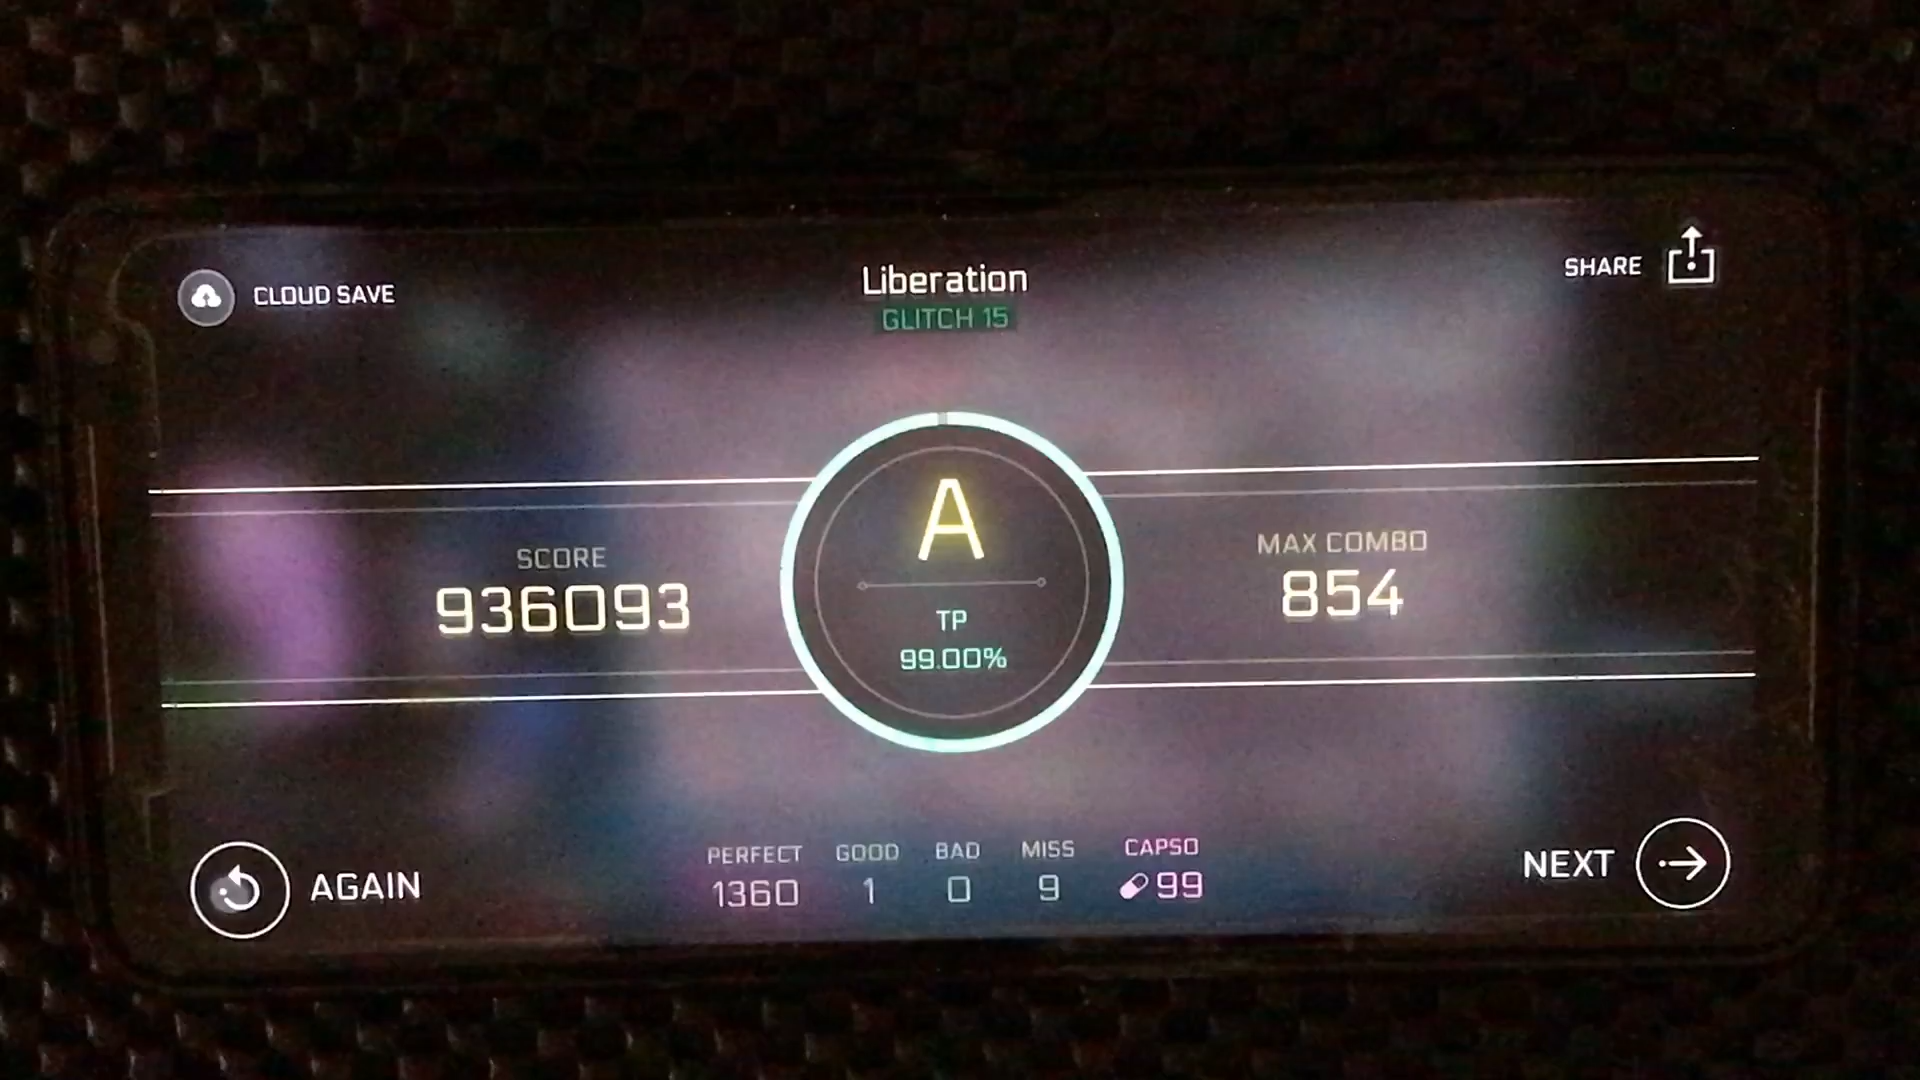 CLOUD SAVE
Liberation
GLITCH 15
SHARE
A
SCORE
936093
TP
99.00%
MAX COMBO
854
AGAIN
PERFECT GOOD BAD MISS CAPSO
1360 1 0 9 99
NEXT